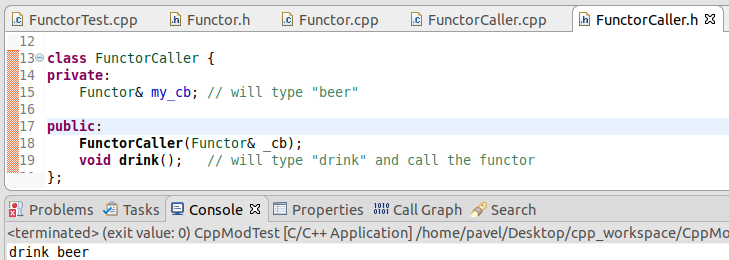 FunctorTest.cpp Functor.h Functor.cpp FunctorCaller.cpp FunctorCaller.h
12
13 class FunctorCaller {
14 private:
15 Functor& my_cb; // will type "beer"
16
17 public:
18 FunctorCaller(Functor& _cb);
19 void drink(); // will type "drink" and call the functor
};
Problems Tasks Console Properties Call Graph Search
<terminated> (exit value: 0) CppModTest [C/C++ Application] /home/pavel/Desktop/cpp_workspace/CppMo
drink beer